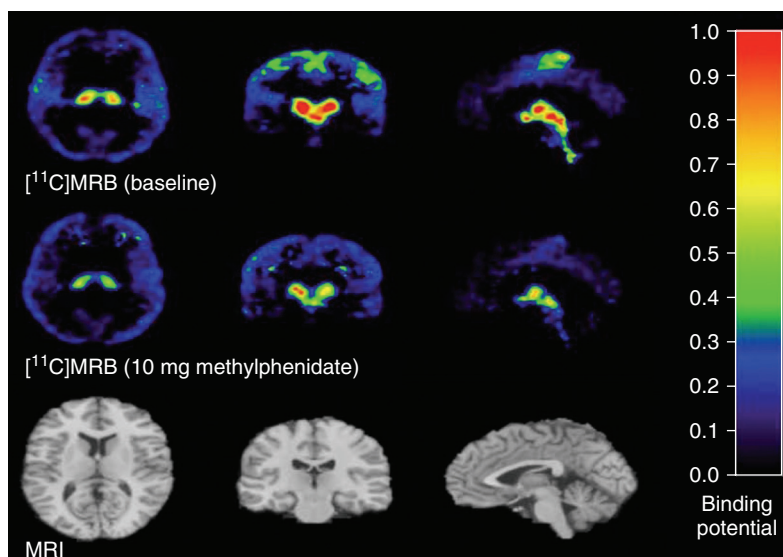 [¹¹C]MRB (baseline)
[¹¹C]MRB (10 mg methylphenidate)
MRI
1.0
0.9
0.8
0.7
0.6
0.5
0.4
0.3
0.2
0.1
0.0
Binding
potential